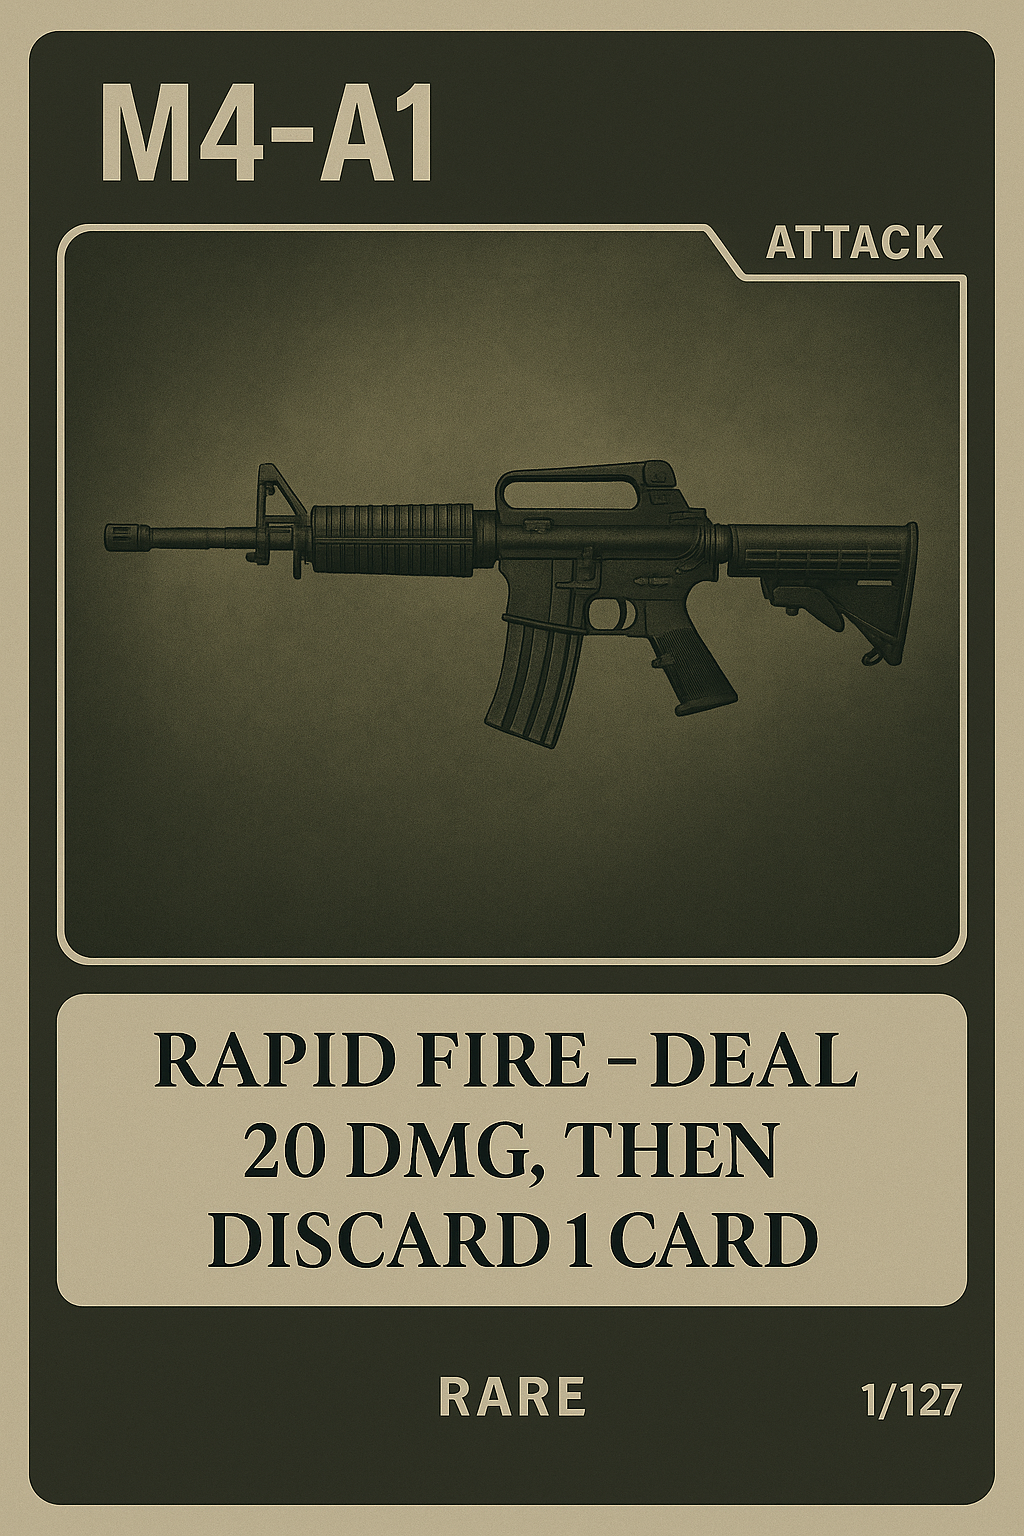 M4-A1
ATTACK
RAPID FIRE – DEAL
20 DMG, THEN
DISCARD 1 CARD
RARE
1/127